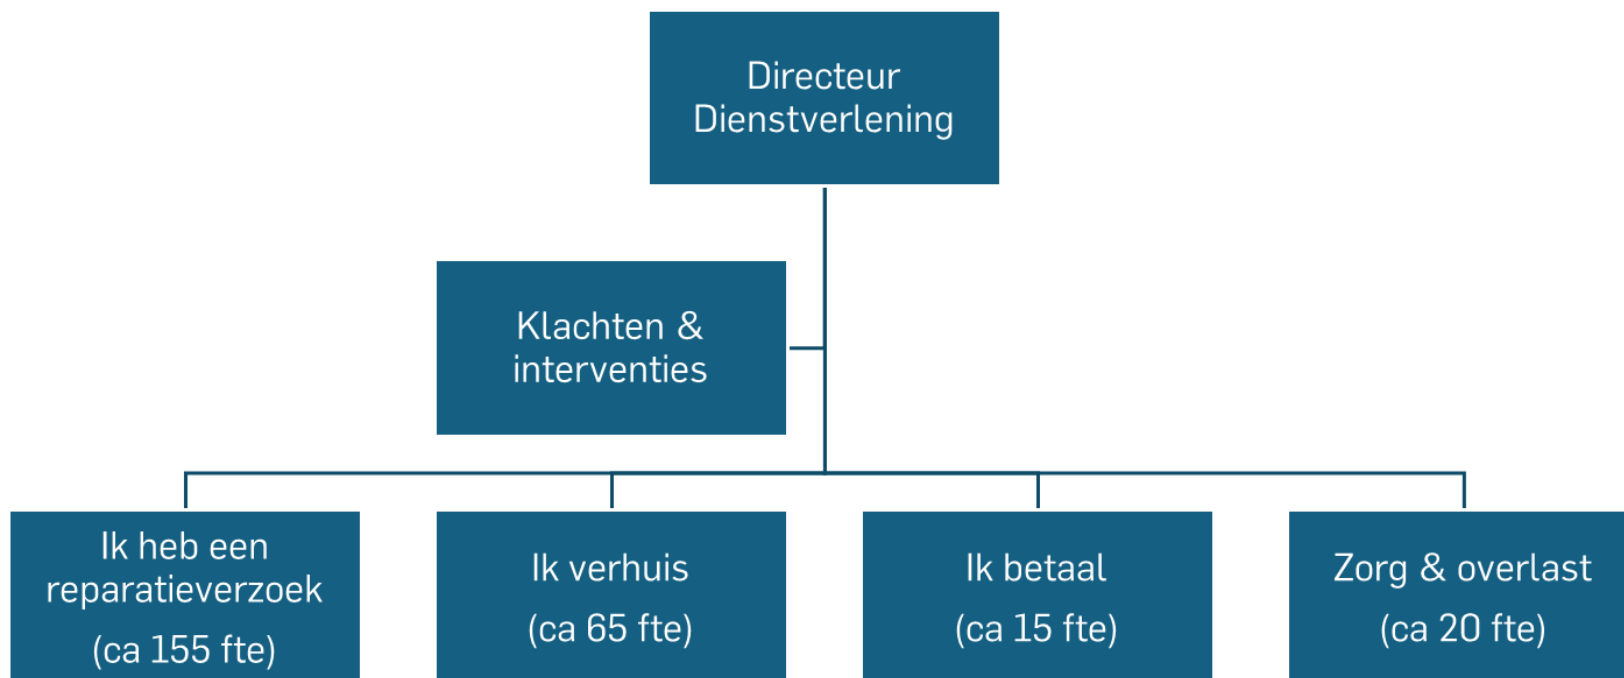 Directeur
Dienstverlening
Klachten &
interventies
Ik heb een
reparatieverzoek
(ca 155 fte)
Ik verhuis
(ca 65 fte)
Ik betaal
(ca 15 fte)
Zorg & overlast
(ca 20 fte)